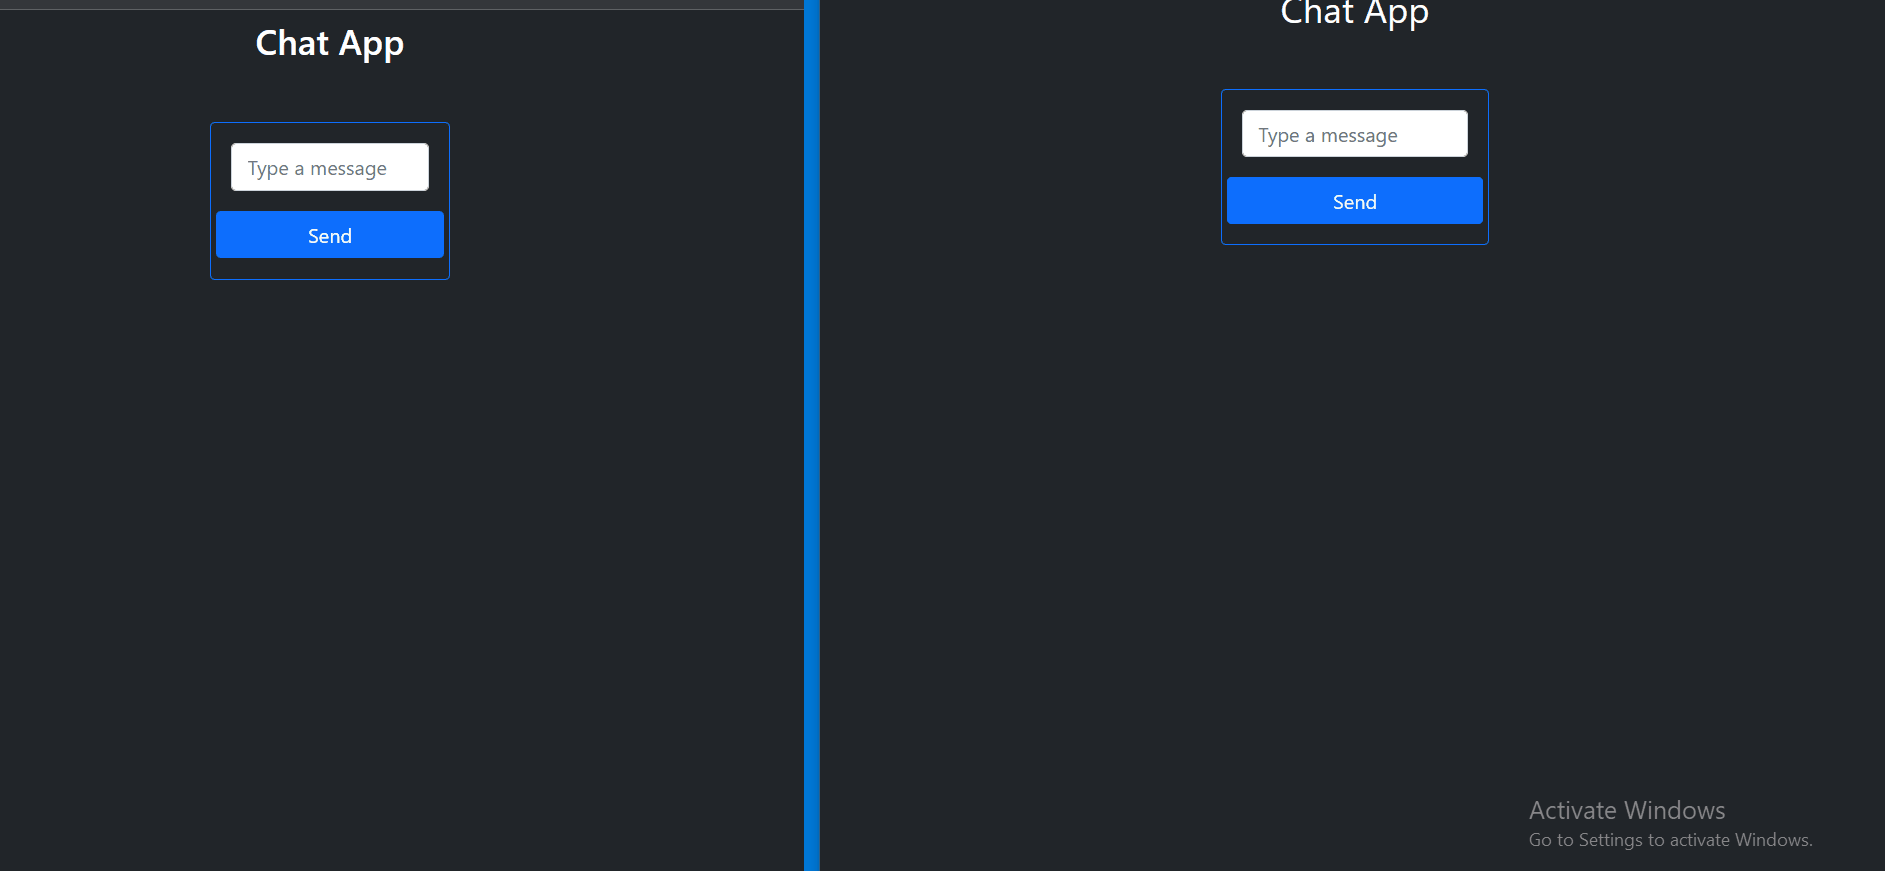 Chat App
Type a message
Send
Chat App
Type a message
Send
Activate Windows
Go to Settings to activate Windows.